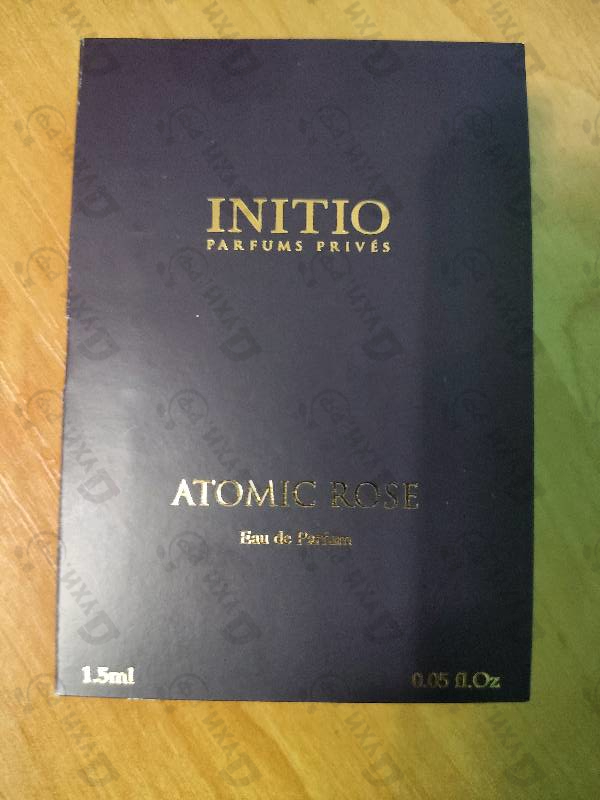 INITIO
PARFUMS PRIVÉS
ATOMIC ROSE
Eau de Parfum
1.5ml 0.05 fl.Oz